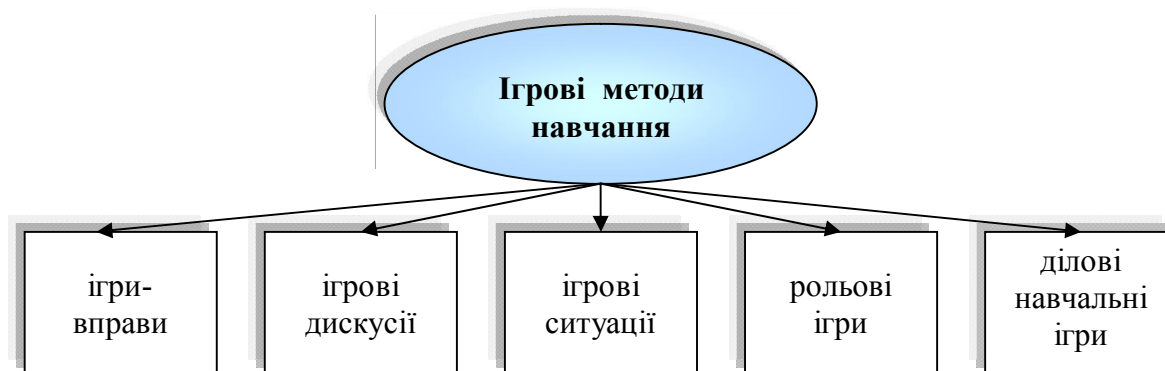 Ігрові методи
навчання
ігри-
вправи
ігрові
дискусії
ігрові
ситуації
рольові
ігри
ділові
навчальні
ігри